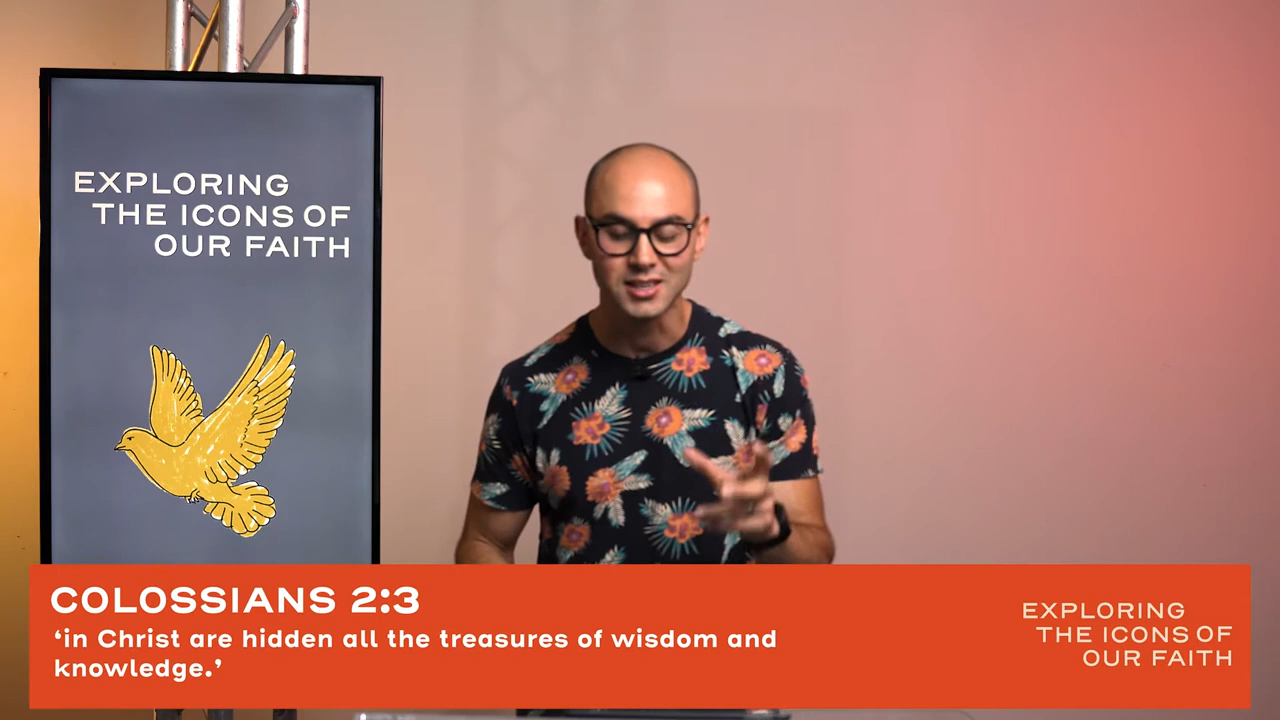 EXPLORING
THE ICONS OF
OUR FAITH
COLOSSIANS 2:3
‘in Christ are hidden all the treasures of wisdom and
knowledge.’
EXPLORING
THE ICONS OF
OUR FAITH